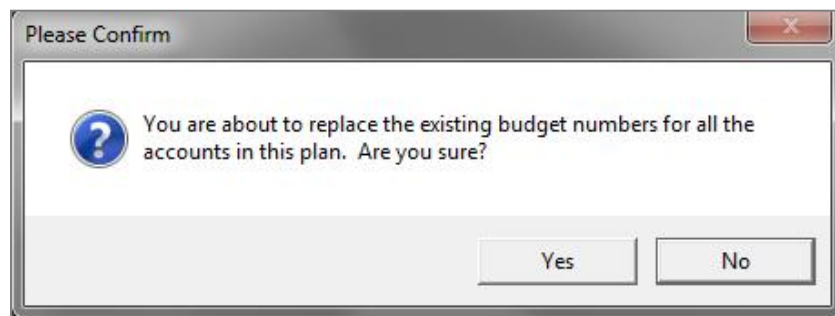 Please Confirm
You are about to replace the existing budget numbers for all the
accounts in this plan.  Are you sure?
Yes
No